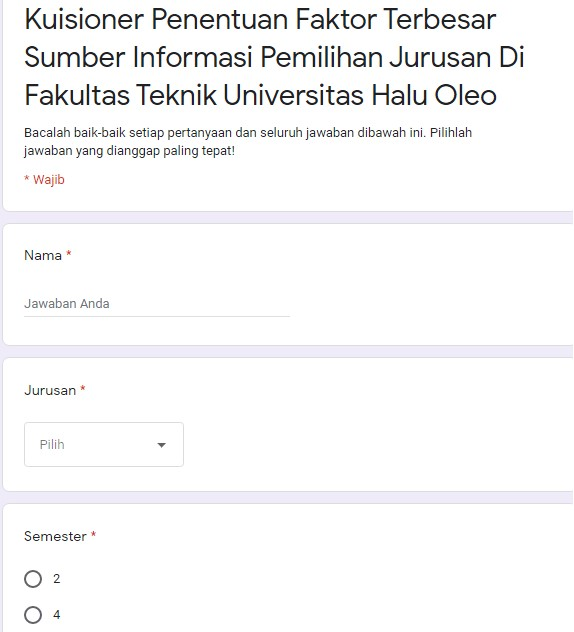 Kuisioner Penentuan Faktor Terbesar
Sumber Informasi Pemilihan Jurusan Di
Fakultas Teknik Universitas Halu Oleo
Bacalah baik-baik setiap pertanyaan dan seluruh jawaban dibawah ini. Pilihlah
jawaban yang dianggap paling tepat!
* Wajib
Nama *
Jawaban Anda
Jurusan *
Pilih
Semester *
2
4